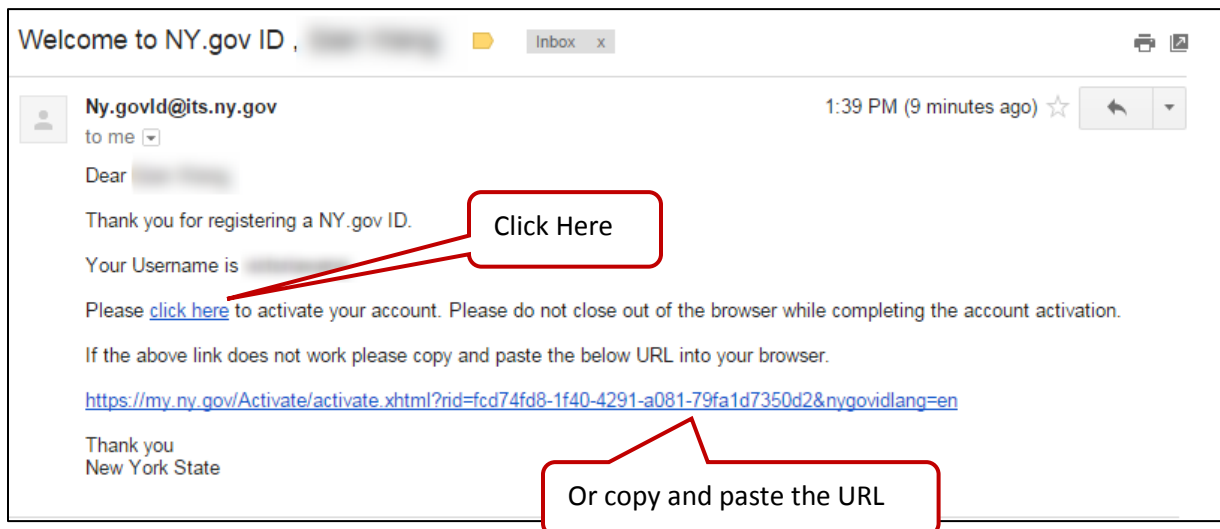 Welcome to NY.gov ID ,
Inbox x
Ny.govId@its.ny.gov
1:39 PM (9 minutes ago)
to me
Dear
Thank you for registering a NY.gov ID.
Click Here
Your Username is
Please click here to activate your account. Please do not close out of the browser while completing the account activation.
If the above link does not work please copy and paste the below URL into your browser.
https://my.ny.gov/Activate/activate.xhtml?rid=fcd74fd8-1f40-4291-a081-79fa1d7350d2&nygovidlang=en
Thank you
New York State
Or copy and paste the URL